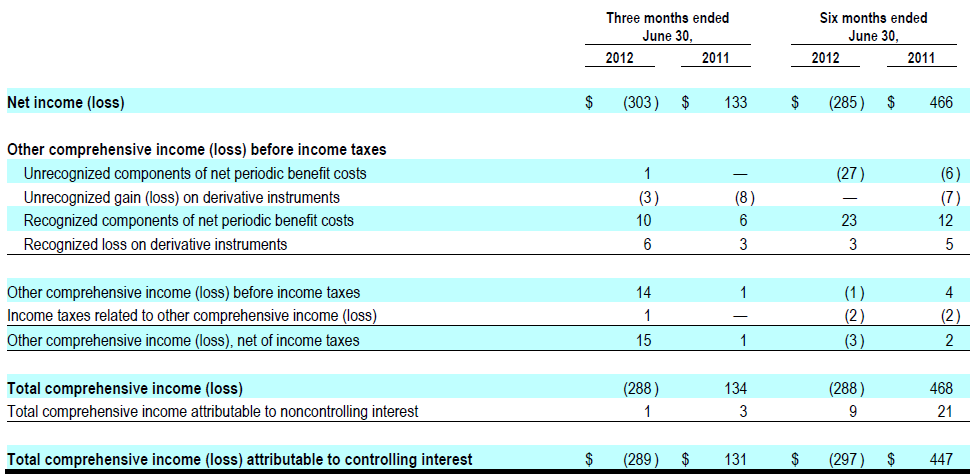 Three months ended Six months ended
June 30, June 30,
2012 2011 2012 2011
Net income (loss) $ (303) $ 133 $ (285) $ 466
Other comprehensive income (loss) before income taxes
Unrecognized components of net periodic benefit costs 1 — (27) (6)
Unrecognized gain (loss) on derivative instruments (3) (8) — (7)
Recognized components of net periodic benefit costs 10 6 23 12
Recognized loss on derivative instruments 6 3 3 5
Other comprehensive income (loss) before income taxes 14 1 (1) 4
Income taxes related to other comprehensive income (loss) 1 — (2) (2)
Other comprehensive income (loss), net of income taxes 15 1 (3) 2
Total comprehensive income (loss) (288) 134 (288) 468
Total comprehensive income attributable to noncontrolling interest 1 3 9 21
Total comprehensive income (loss) attributable to controlling interest $ (289) $ 131 $ (297) $ 447